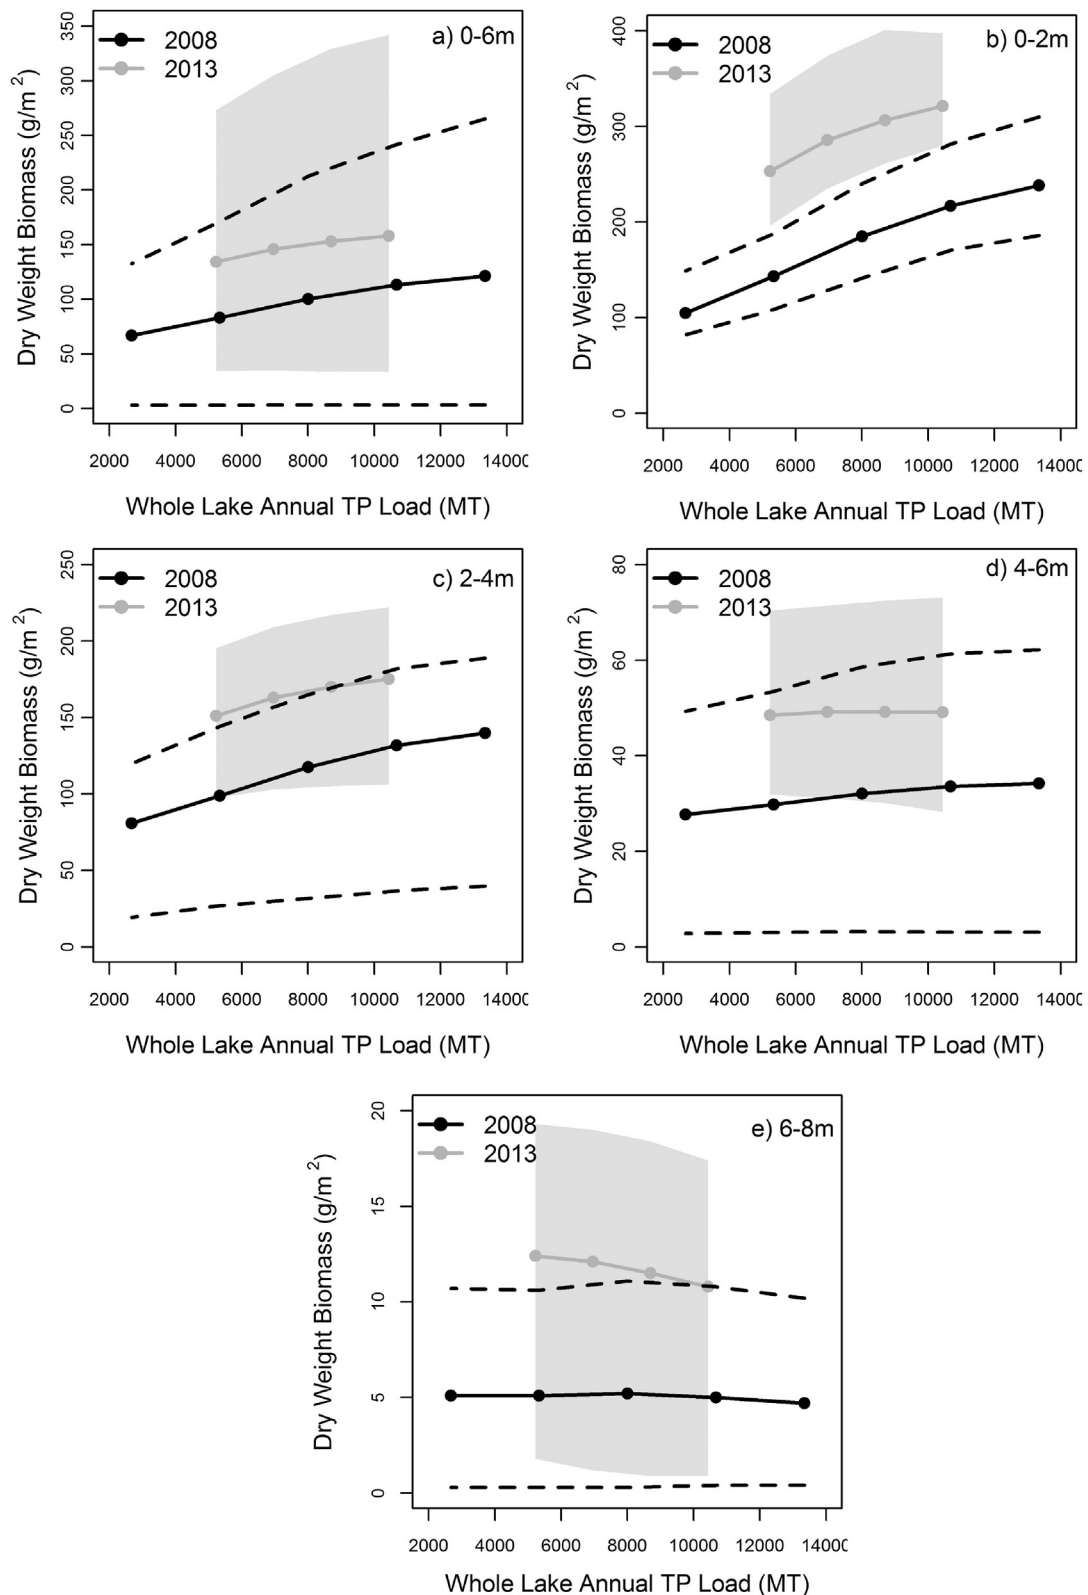 a) 0-6m
2008
2013
Dry Weight Biomass (g/m²)
0 50 100 150 200 250 300 350
2000 4000 6000 8000 10000 12000 1400
Whole Lake Annual TP Load (MT)
b) 0-2m
2008
2013
Dry Weight Biomass (g/m²)
0 100 200 300 400
2000 4000 6000 8000 10000 12000 14000
Whole Lake Annual TP Load (MT)
c) 2-4m
2008
2013
Dry Weight Biomass (g/m²)
0 50 100 150 200 250
2000 4000 6000 8000 10000 12000 14000
Whole Lake Annual TP Load (MT)
d) 4-6m
2008
2013
Dry Weight Biomass (g/m²)
0 20 40 60 80
2000 4000 6000 8000 10000 12000 14000
Whole Lake Annual TP Load (MT)
e) 6-8m
2008
2013
Dry Weight Biomass (g/m²)
0 5 10 15 20
2000 4000 6000 8000 10000 12000 1400
Whole Lake Annual TP Load (MT)